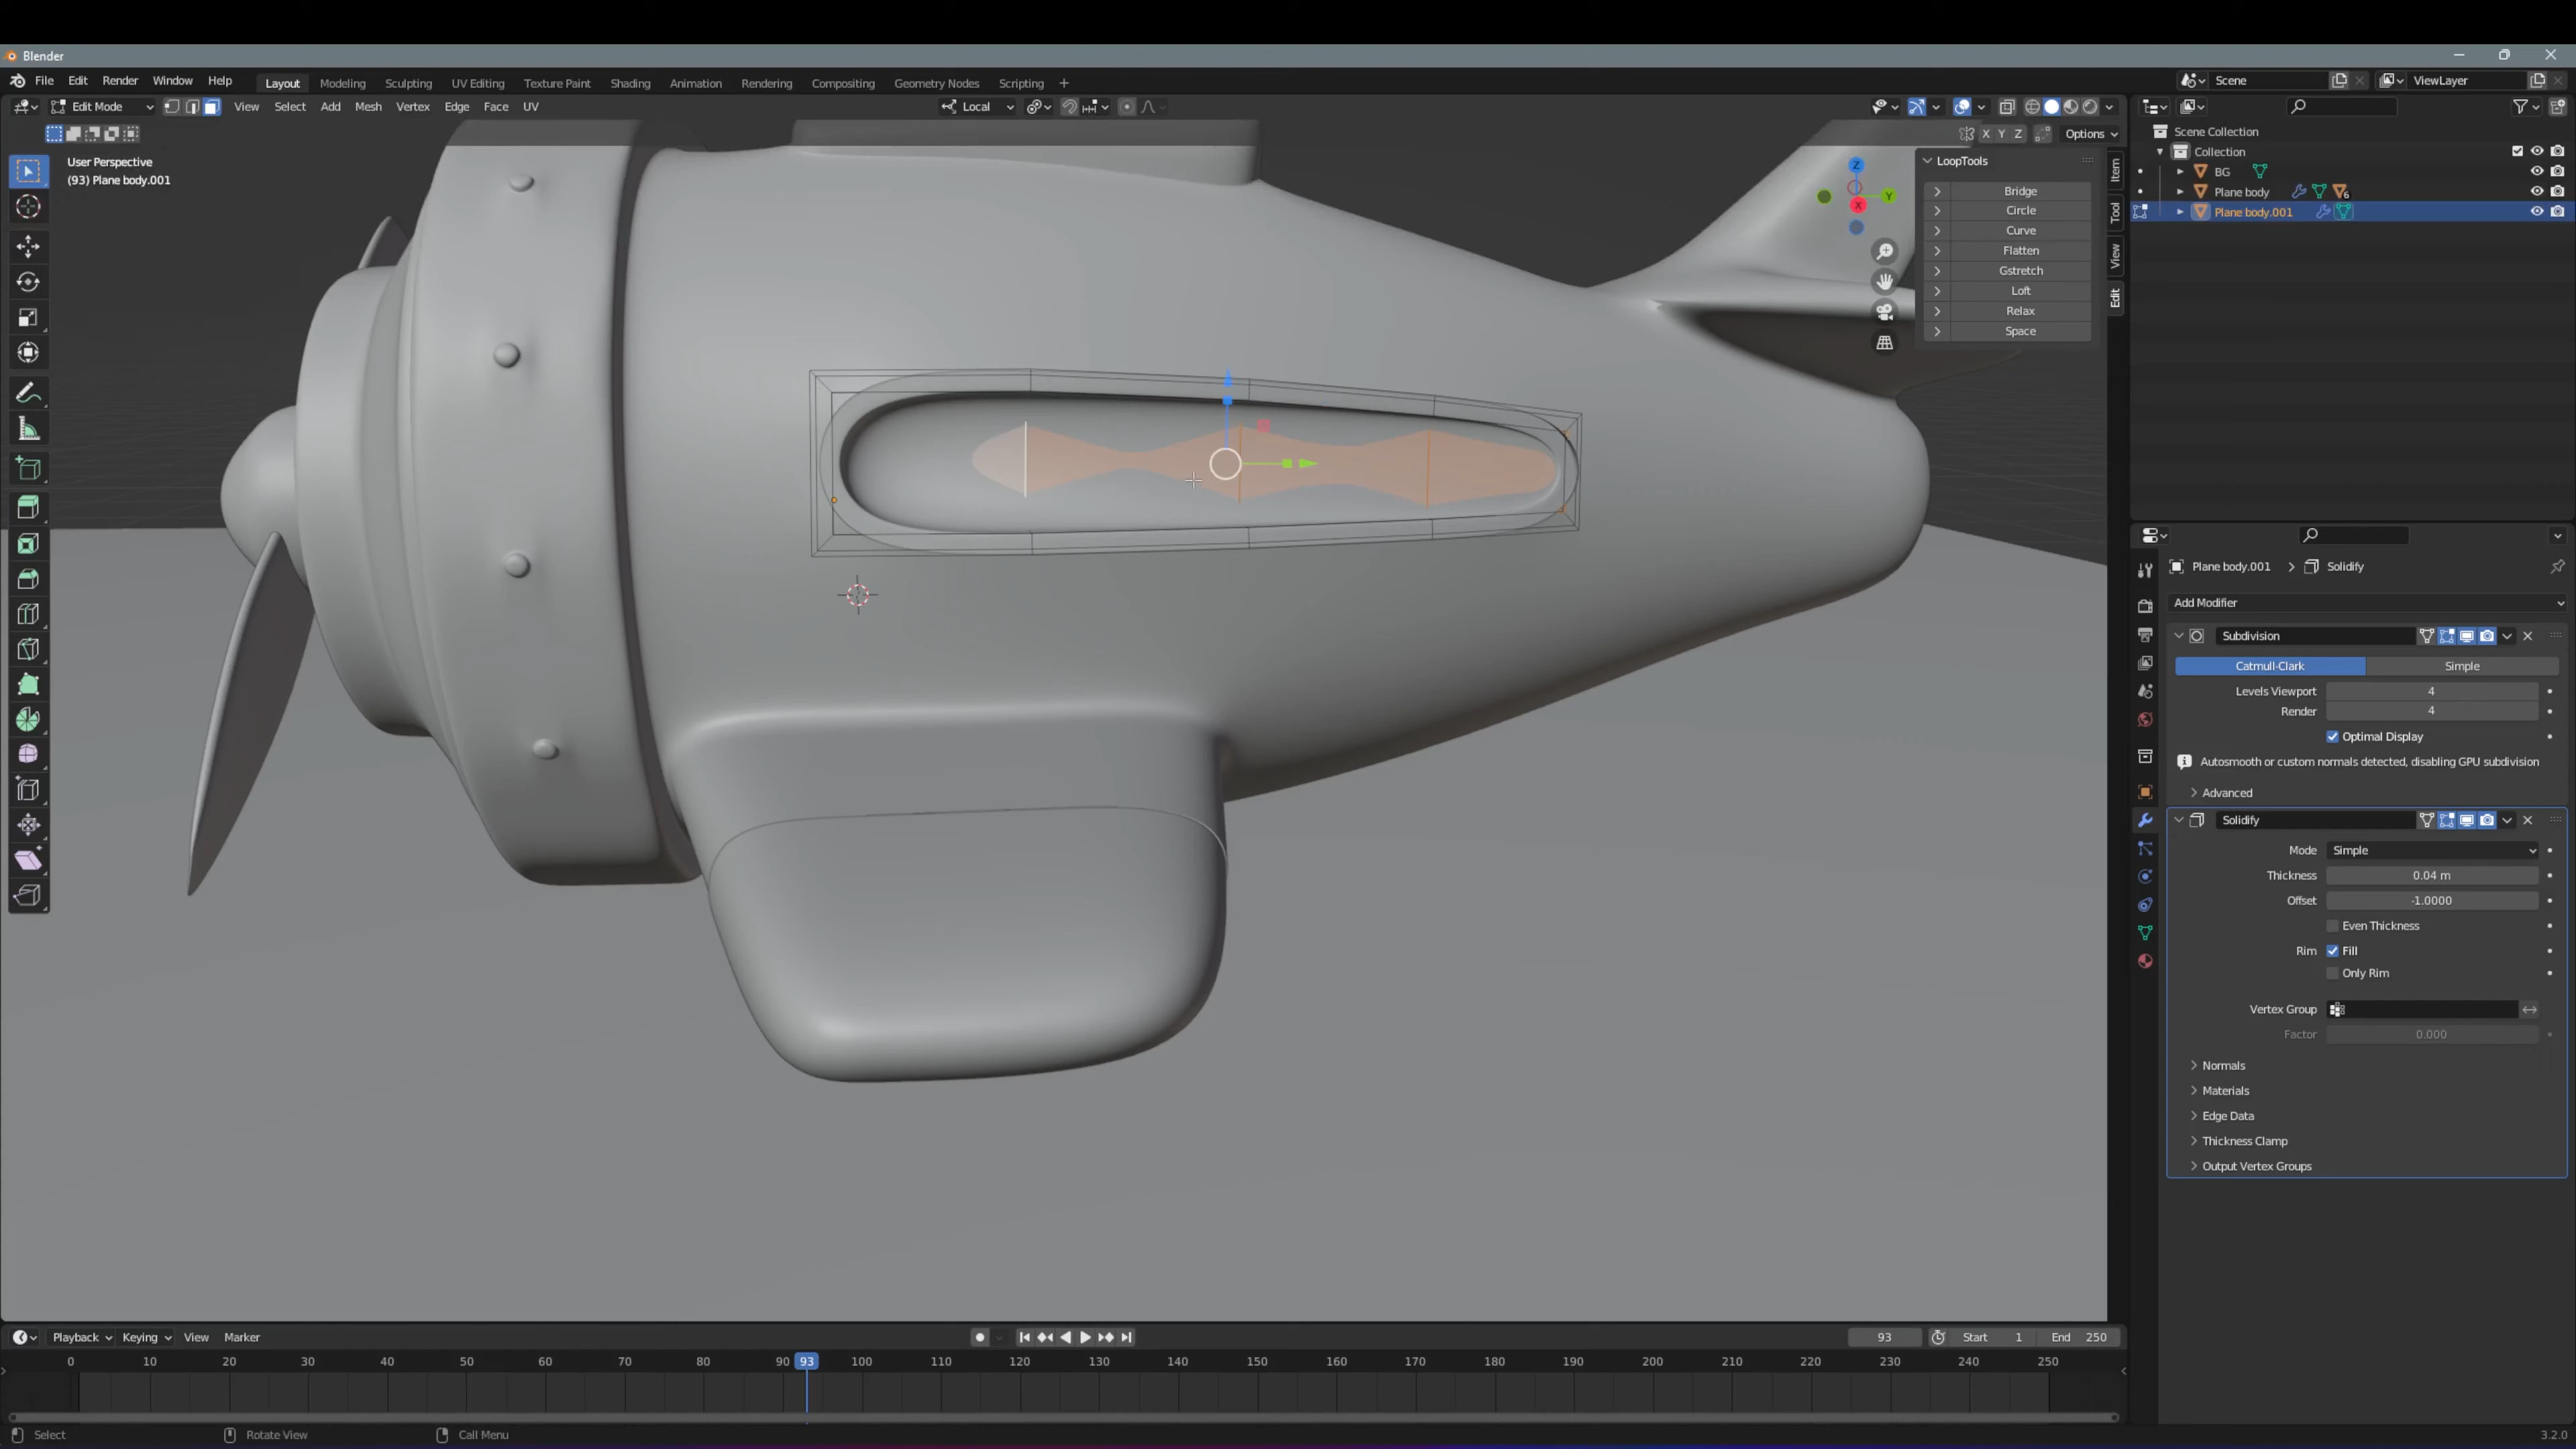 Blender
File Edit Render Window Help
Layout Modeling Sculpting UV Editing Texture Paint Shading Animation Rendering Compositing Geometry Nodes Scripting +
Scene
ViewLayer
Edit Mode View Select Add Mesh Vertex Edge Face UV
Local
X Y Z
Options
User Perspective
(93) Plane body.001
Z
Y
X
LoopTools
Bridge
Circle
Curve
Flatten
Gstretch
Loft
Relax
Space
Item
Tool
View
Edit
Scene Collection
Collection
BG
Plane body
6
Plane body.001
Plane body.001 > Solidify
Add Modifier
Subdivision
Catmull-Clark Simple
Levels Viewport 4
Render 4
Optimal Display
Autosmooth or custom normals detected, disabling GPU subdivision
Advanced
Solidify
Mode Simple
Thickness 0.04 m
Offset -1.0000
Even Thickness
Rim Fill
Only Rim
Vertex Group
Factor 0.000
Normals
Materials
Edge Data
Thickness Clamp
Output Vertex Groups
Playback Keying View Marker
93 Start 1 End 250
0 10 20 30 40 50 60 70 80 90 93 100 110 120 130 140 150 160 170 180 190 200 210 220 230 240 250
Select Rotate View Call Menu
3.2.0